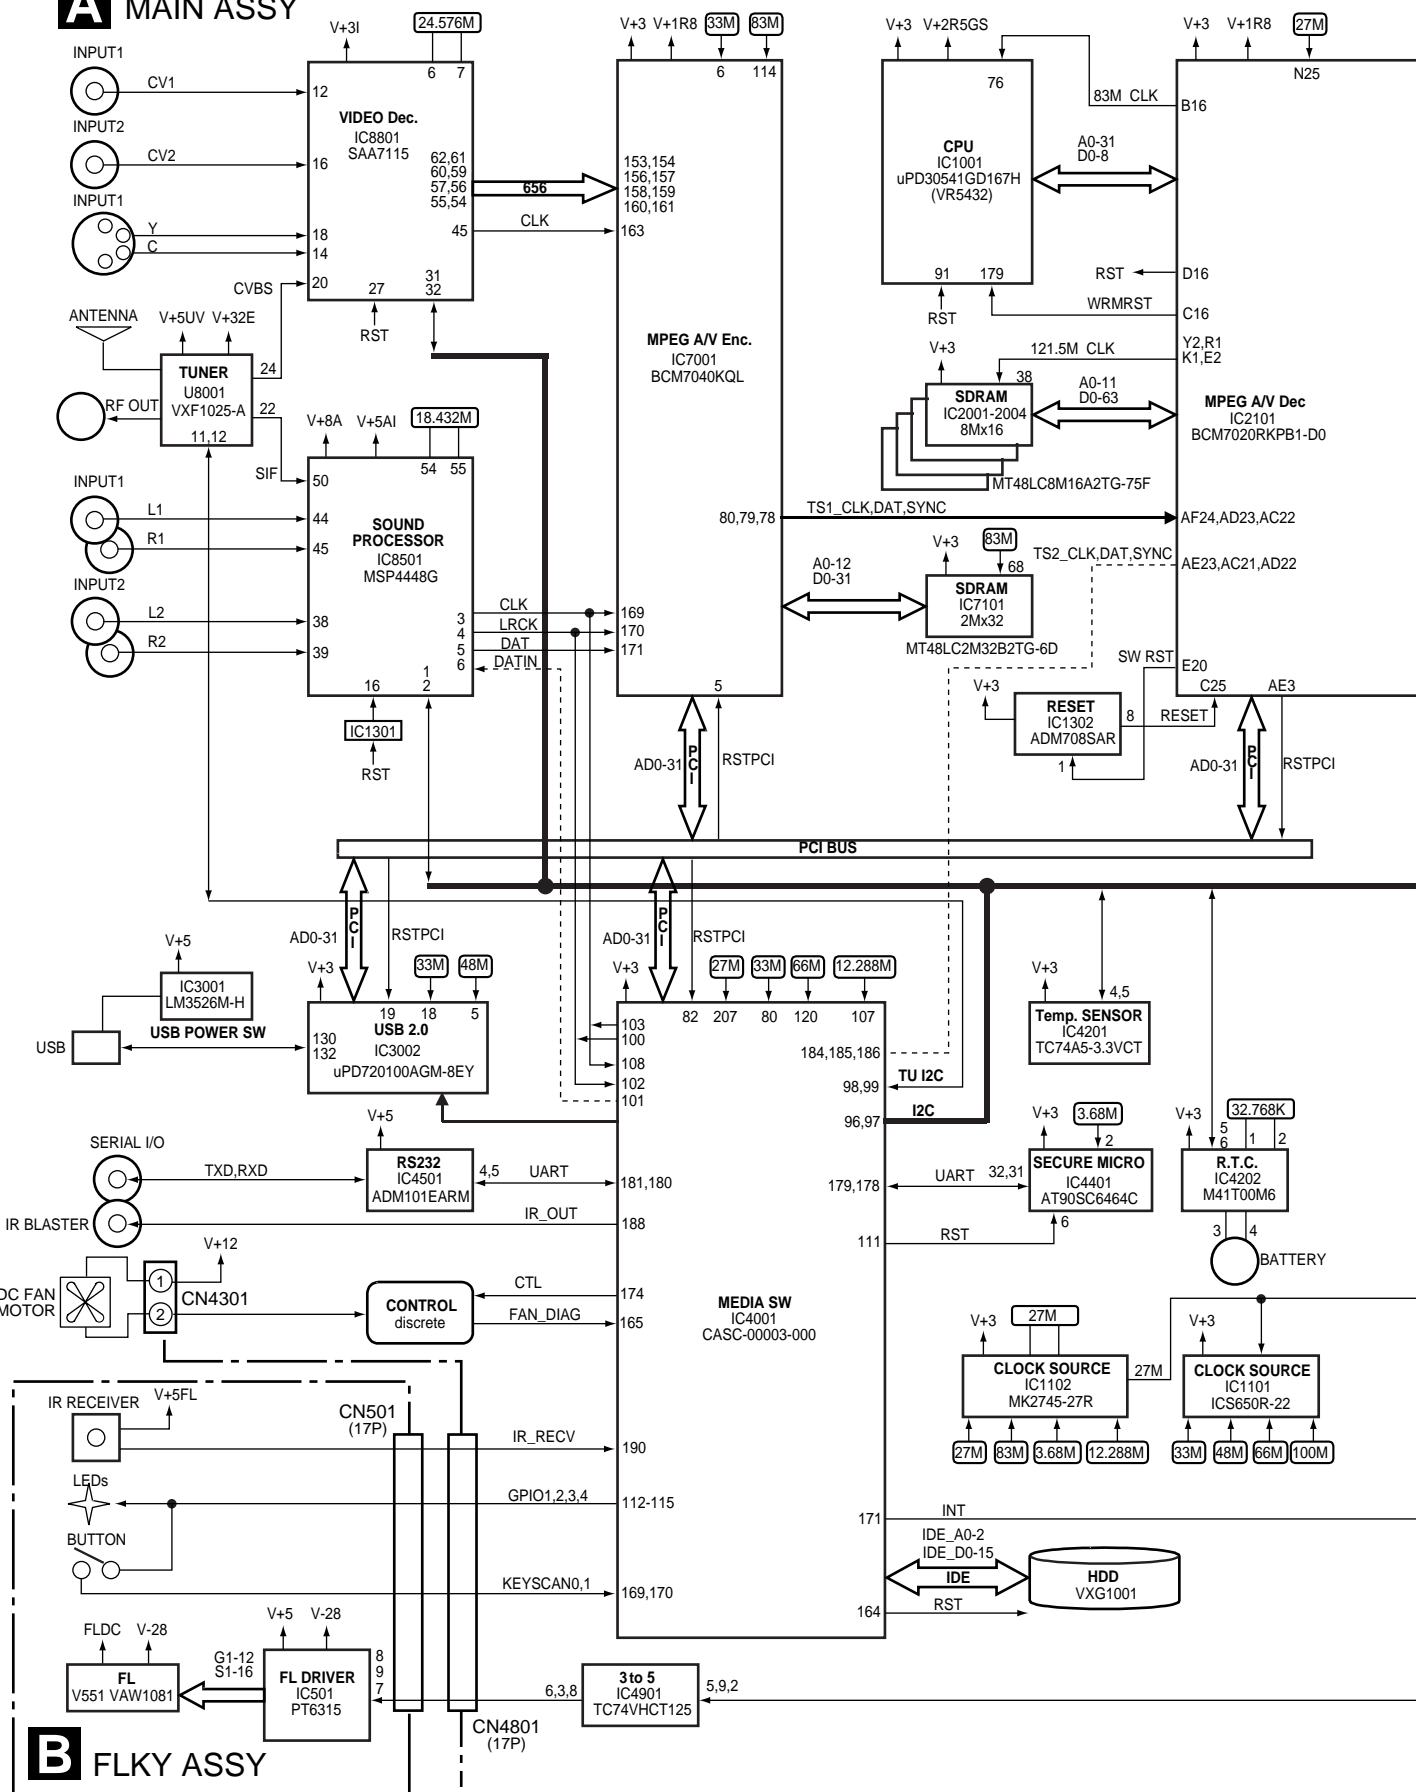 A MAIN ASSY
INPUT1
CV1
INPUT2
CV2
INPUT1
Y
C
CVBS
ANTENNA
V+5UV V+32E
TUNER
U8001
VXF1025-A
11,12
24
22
RF OUT
SIF
INPUT1
L1
R1
INPUT2
L2
R2
V+3I
24.576M
6 7
12
16
18
14
20
VIDEO Dec.
IC8801
SAA7115
62,61
60,59
57,56
55,54
45
31
32
27
RST
656
CLK
V+8A V+5AI
18.432M
54 55
50
44
45
38
39
SOUND
PROCESSOR
IC8501
MSP4448G
3
4
5
6
1
2
16
IC1301
RST
CLK
LRCK
DAT
DATIN
V+3 V+1R8
33M 83M
6 114
153,154
156,157
158,159
160,161
163
MPEG A/V Enc.
IC7001
BCM7040KQL
80,79,78
169
170
171
5
AD0-31
PCI
RSTPCI
V+3 V+2R5GS
76
CPU
IC1001
uPD30541GD167H
(VR5432)
91 179
RST
83M CLK
A0-31
D0-8
RST
WRMRST
V+3
121.5M CLK
38
SDRAM
IC2001-2004
8Mx16
A0-11
D0-63
MT48LC8M16A2TG-75F
TS1_CLK,DAT,SYNC
V+3
83M
68
TS2_CLK,DAT,SYNC
A0-12
D0-31
SDRAM
IC7101
2Mx32
MT48LC2M32B2TG-6D
SW RST
V+3
RESET
IC1302
ADM708SAR
8
RESET
1
V+3 V+1R8
27M
N25
B16
D16
C16
Y2,R1
K1,E2
MPEG A/V Dec
IC2101
BCM7020RKPB1-D0
AF24,AD23,AC22
AE23,AC21,AD22
E20
C25 AE3
AD0-31
PCI
RSTPCI
PCI BUS
AD0-31
PCI
RSTPCI
AD0-31
PCI
RSTPCI
V+5
IC3001
LM3526M-H
USB POWER SW
USB
V+3
33M 48M
19 18 5
130
132
USB 2.0
IC3002
uPD720100AGM-8EY
V+3
27M 33M 66M 12.288M
82 207 80 120 107
103
100
108
102
101
184,185,186
98,99
96,97
TU I2C
I2C
V+3
4,5
Temp. SENSOR
IC4201
TC74A5-3.3VCT
SERIAL I/O
TXD,RXD
V+5
RS232
IC4501
ADM101EARM
4,5
UART
181,180
IR BLASTER
IR_OUT
188
V+3
3.68M
2
SECURE MICRO
IC4401
AT90SC6464C
UART 32,31
179,178
6
RST
111
V+3
32.768K
5
6
1 2
R.T.C.
IC4202
M41T00M6
3 4
BATTERY
DC FAN
MOTOR
V+12
1
2
CN4301
CONTROL
discrete
CTL
FAN_DIAG
174
165
MEDIA SW
IC4001
CASC-00003-000
V+3
27M
CLOCK SOURCE
IC1102
MK2745-27R
27M
27M 83M 3.68M 12.288M
V+3
CLOCK SOURCE
IC1101
ICS650R-22
33M 48M 66M 100M
IR RECEIVER
V+5FL
CN501
(17P)
IR_RECV
190
LEDs
GPIO1,2,3,4
112-115
BUTTON
KEYSCAN0,1
169,170
171
INT
IDE_A0-2
IDE_D0-15
IDE
HDD
VXG1001
164
RST
FLDC V-28
FL
V551 VAW1081
G1-12
S1-16
V+5 V-28
FL DRIVER
IC501
PT6315
8
9
7
6,3,8
3 to 5
IC4901
TC74VHCT125
5,9,2
CN4801
(17P)
B FLKY ASSY